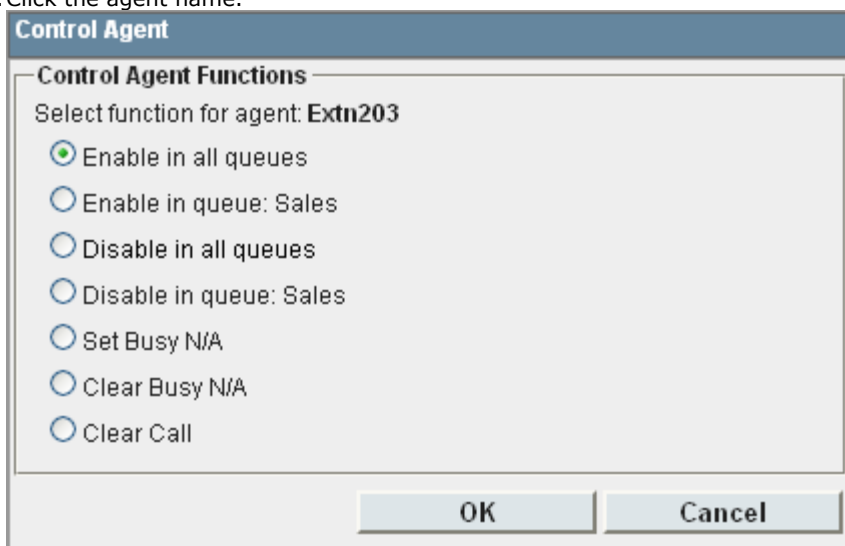 . Click the agent name.
Control Agent
Control Agent Functions
Select function for agent: Extn203
Enable in all queues
Enable in queue: Sales
Disable in all queues
Disable in queue: Sales
Set Busy N/A
Clear Busy N/A
Clear Call
OK
Cancel